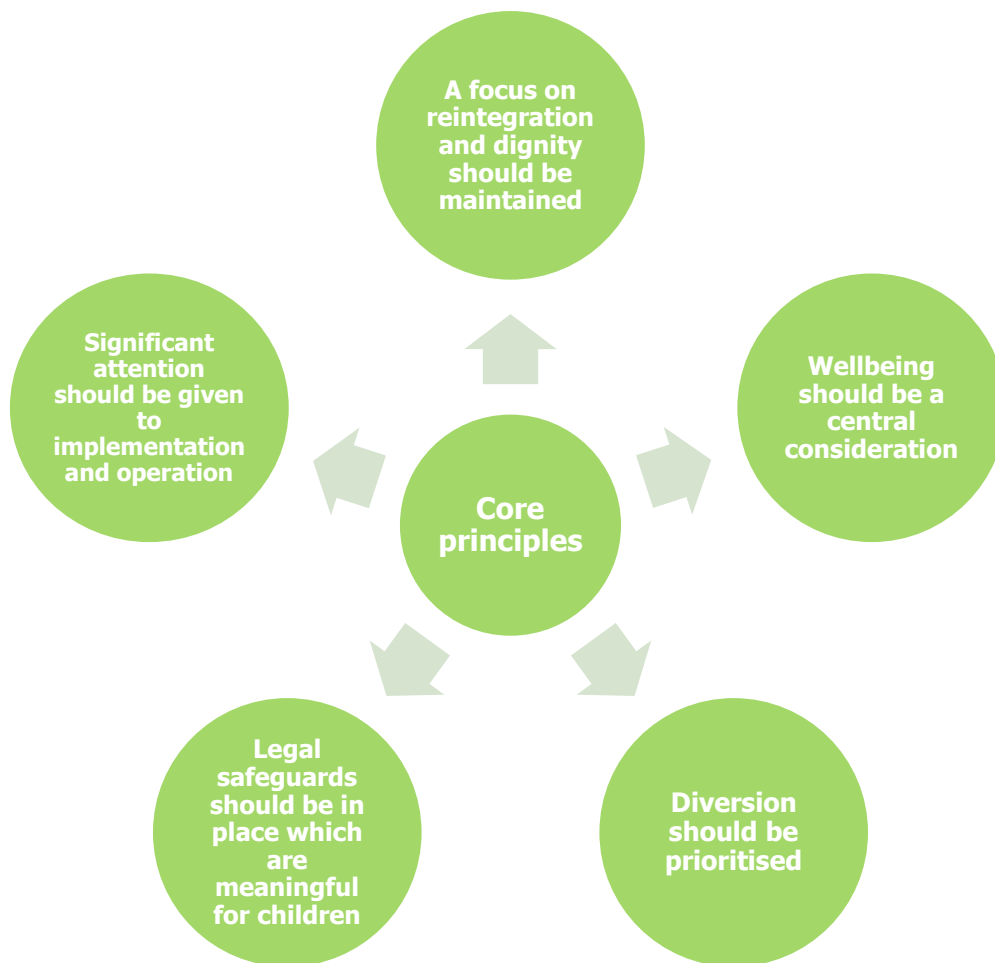 A focus on
reintegration
and dignity
should be
maintained
Significant
attention
should be given
to
implementation
and operation
Wellbeing
should be a
central
consideration
Core
principles
Legal
safeguards
should be in
place which
are
meaningful
for children
Diversion
should be
prioritised